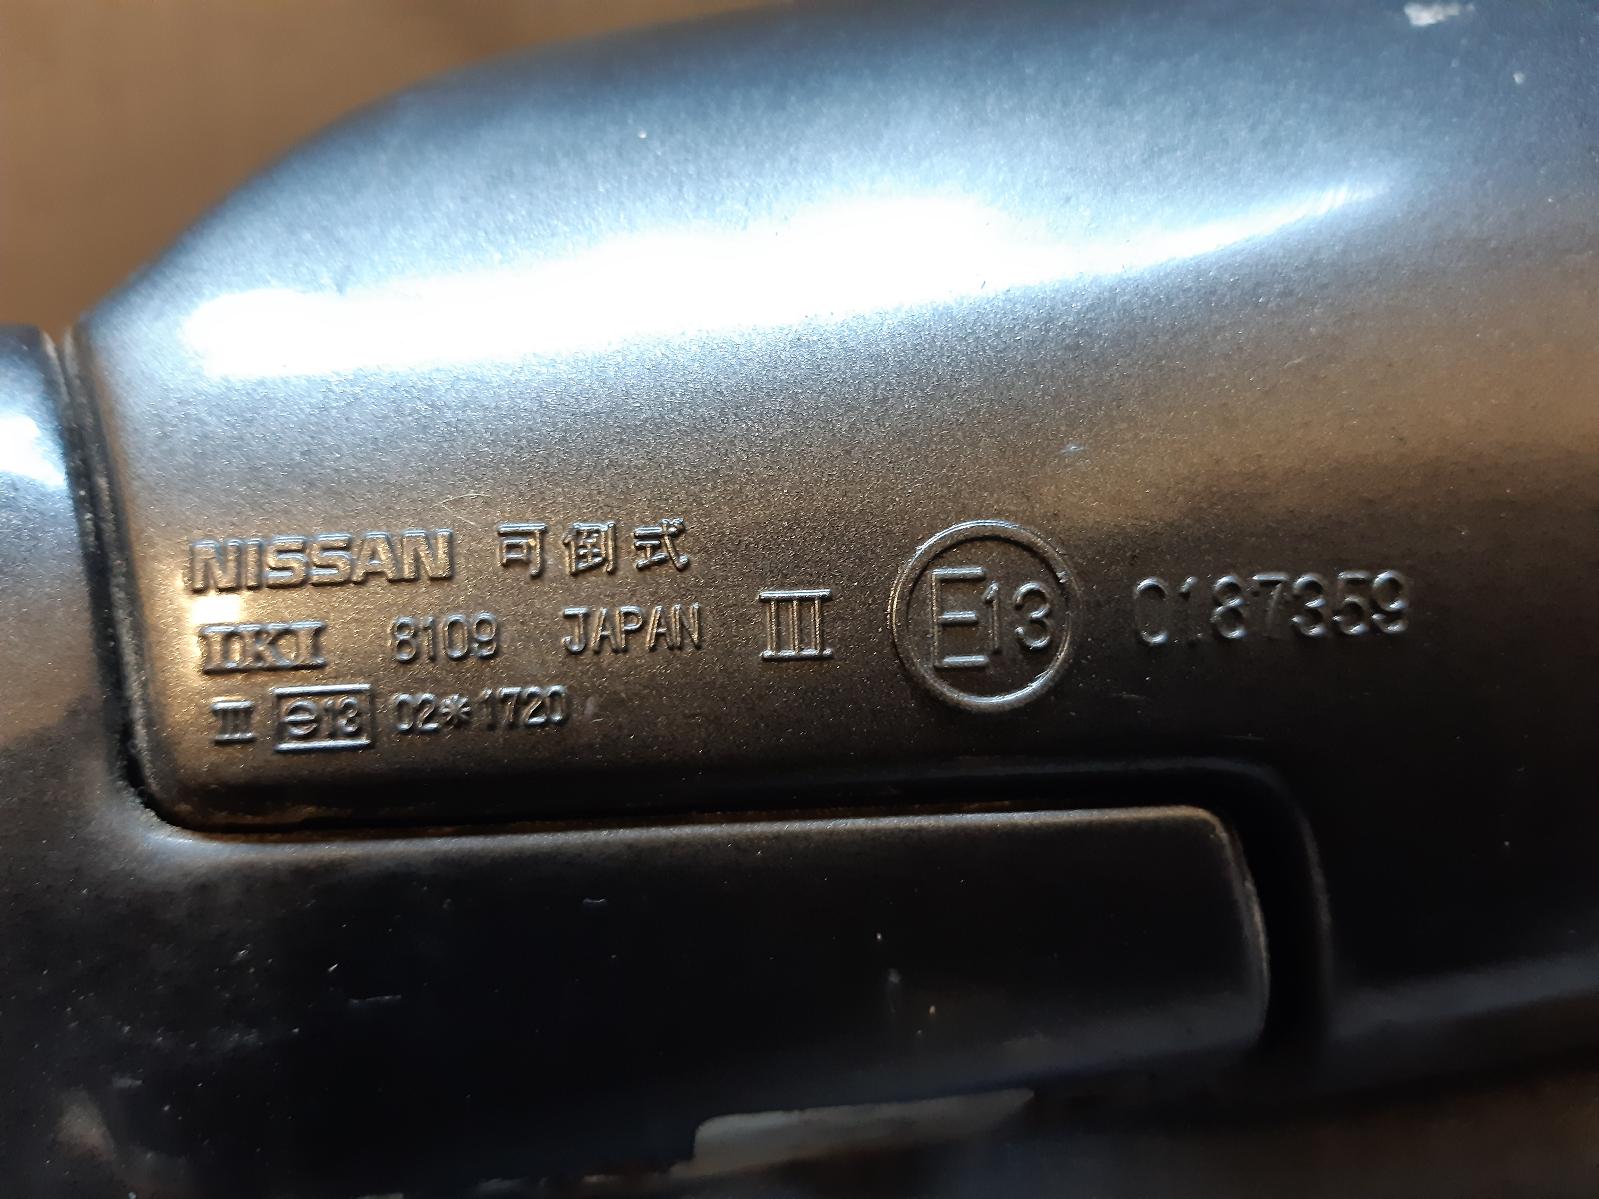 NISSAN 可倒式
IKI 8109 JAPAN III E13 0187359
III e13 02*1720